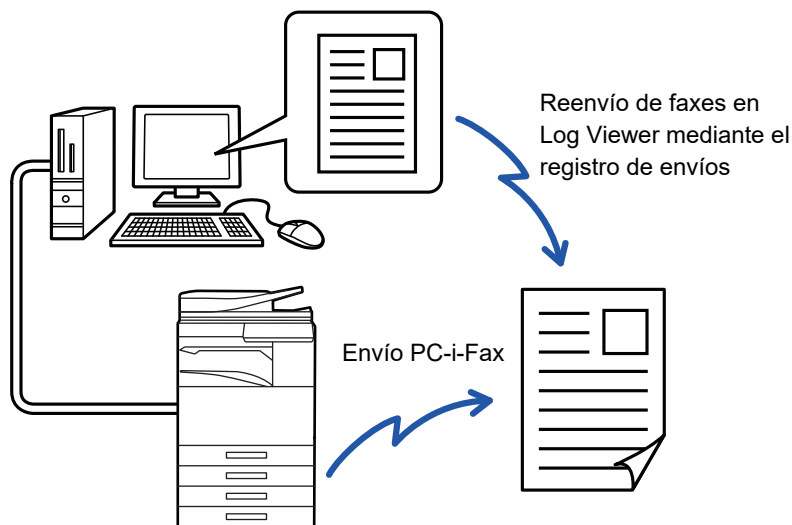 Reenvío de faxes en
Log Viewer mediante el
registro de envíos
Envío PC-i-Fax